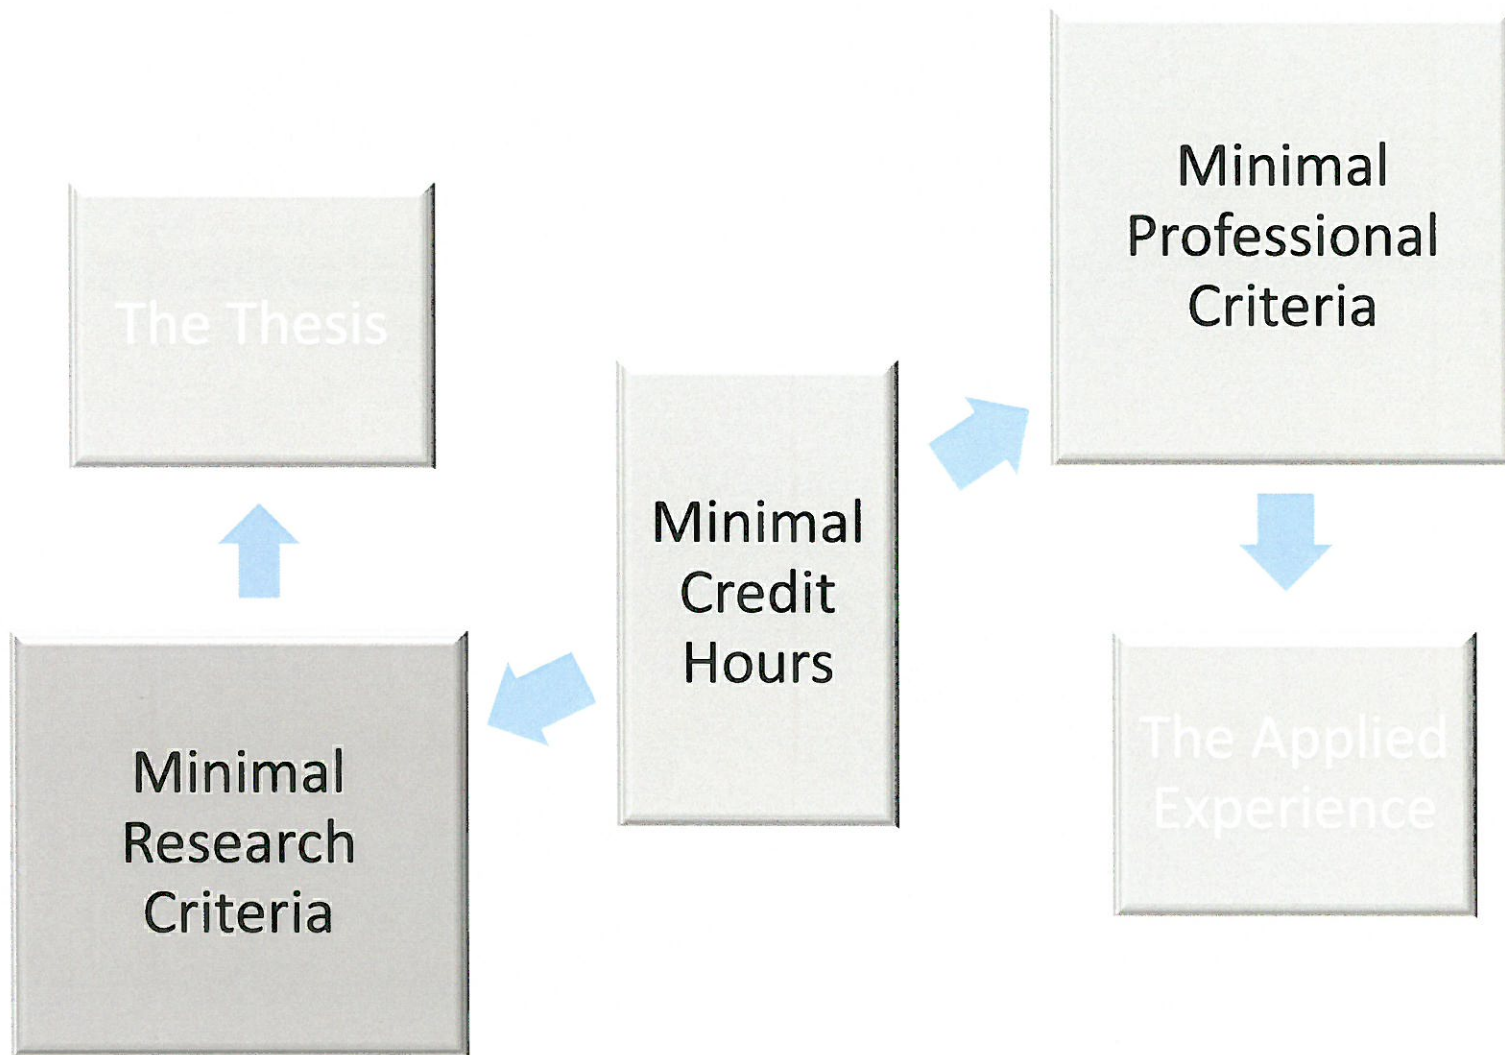 The Thesis
Minimal
Research
Criteria
Minimal
Credit
Hours
Minimal
Professional
Criteria
The Applied
Experience